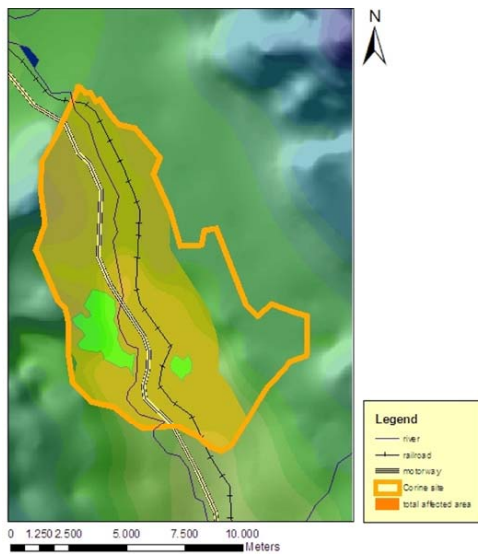 N
Legend
river
railroad
motorway
Corine site
total affected area
0 1.250 2.500 5.000 7.500 10.000
Meters